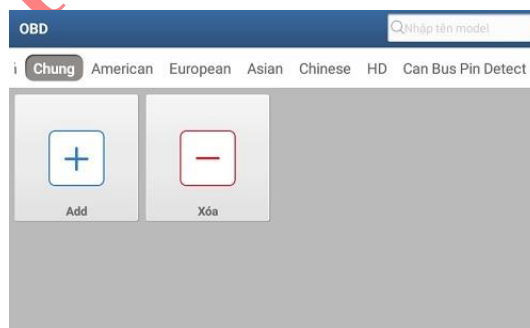 OBD
Nhập tên model
i Chung American European Asian Chinese HD Can Bus Pin Detect
Add Xóa